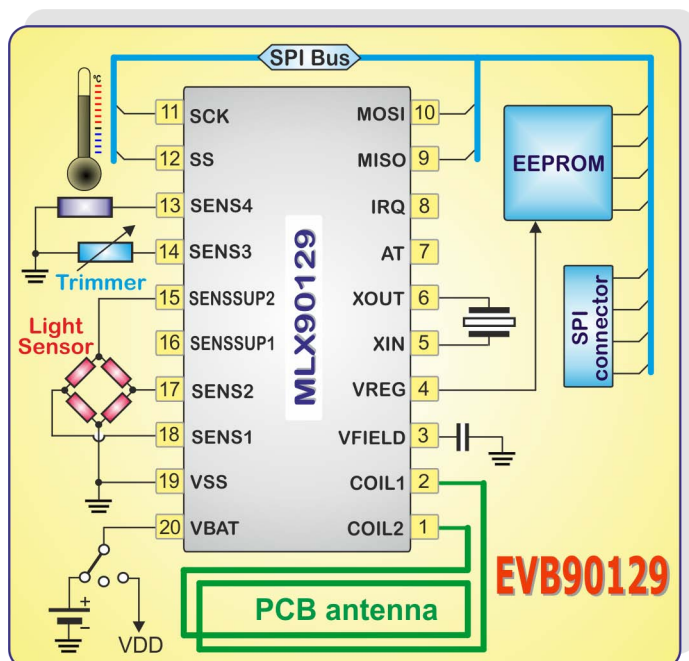 SPI Bus
°C
11 SCK MOSI 10
12 SS MISO 9
EEPROM
13 SENS4 IRQ 8
14 SENS3 AT 7
Trimmer
15 SENSSUP2 XOUT 6
Light
Sensor
16 SENSSUP1 XIN 5
SPI
connector
MLX90129
17 SENS2 VREG 4
18 SENS1 VFIELD 3
19 VSS COIL1 2
20 VBAT COIL2 1
EVB90129
PCB antenna
+
−
VDD